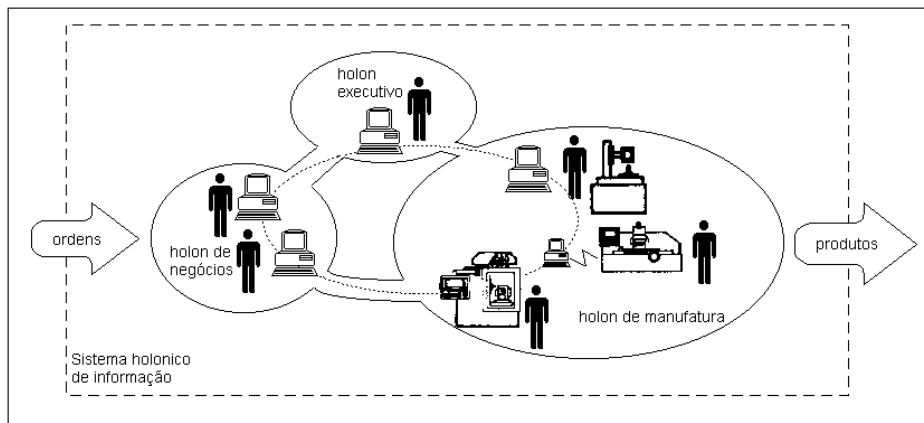 holon
executivo
ordens
holon de
negócios
produtos
holon de manufatura
Sistema holonico
de informação